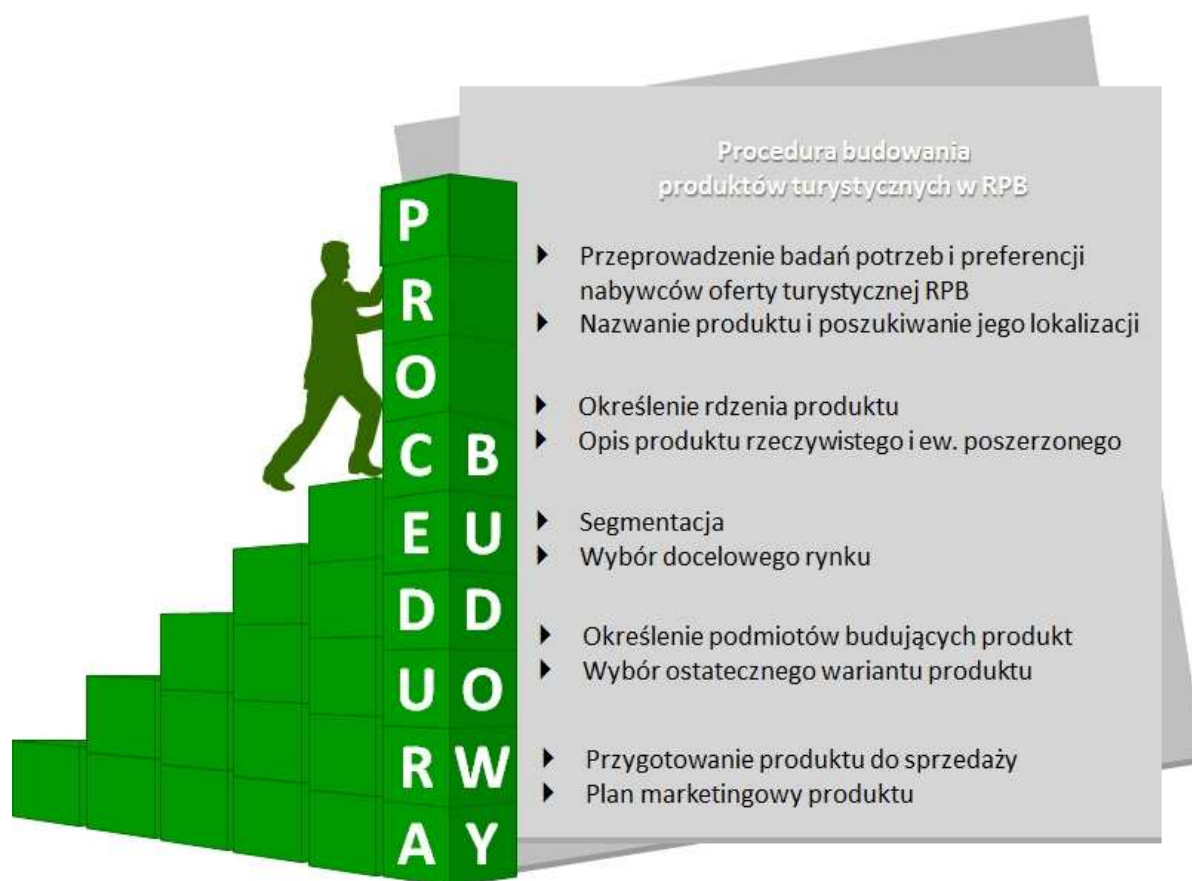 PROCEDURA
BUDOWY
Procedura budowania
produktów turystycznych w RPB
Przeprowadzenie badań potrzeb i preferencji
nabywców oferty turystycznej RPB
Nazwanie produktu i poszukiwanie jego lokalizacji
Określenie rdzenia produktu
Opis produktu rzeczywistego i ew. poszerzonego
Segmentacja
Wybór docelowego rynku
Określenie podmiotów budujących produkt
Wybór ostatecznego wariantu produktu
Przygotowanie produktu do sprzedaży
Plan marketingowy produktu